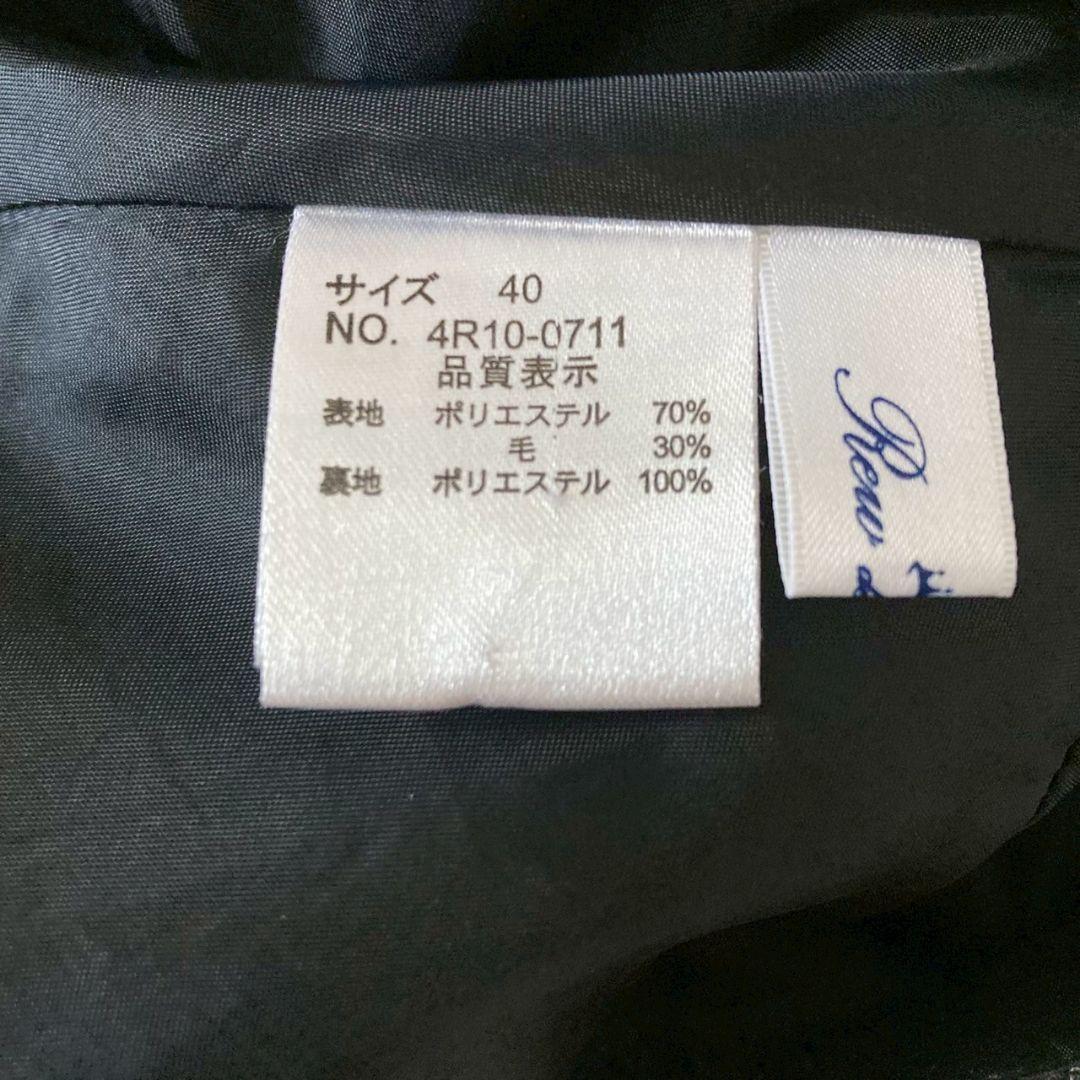 サイズ 40
NO. 4R10-0711
品質表示
表地 ポリエステル 70%
毛 30%
裏地 ポリエステル 100%
Rew